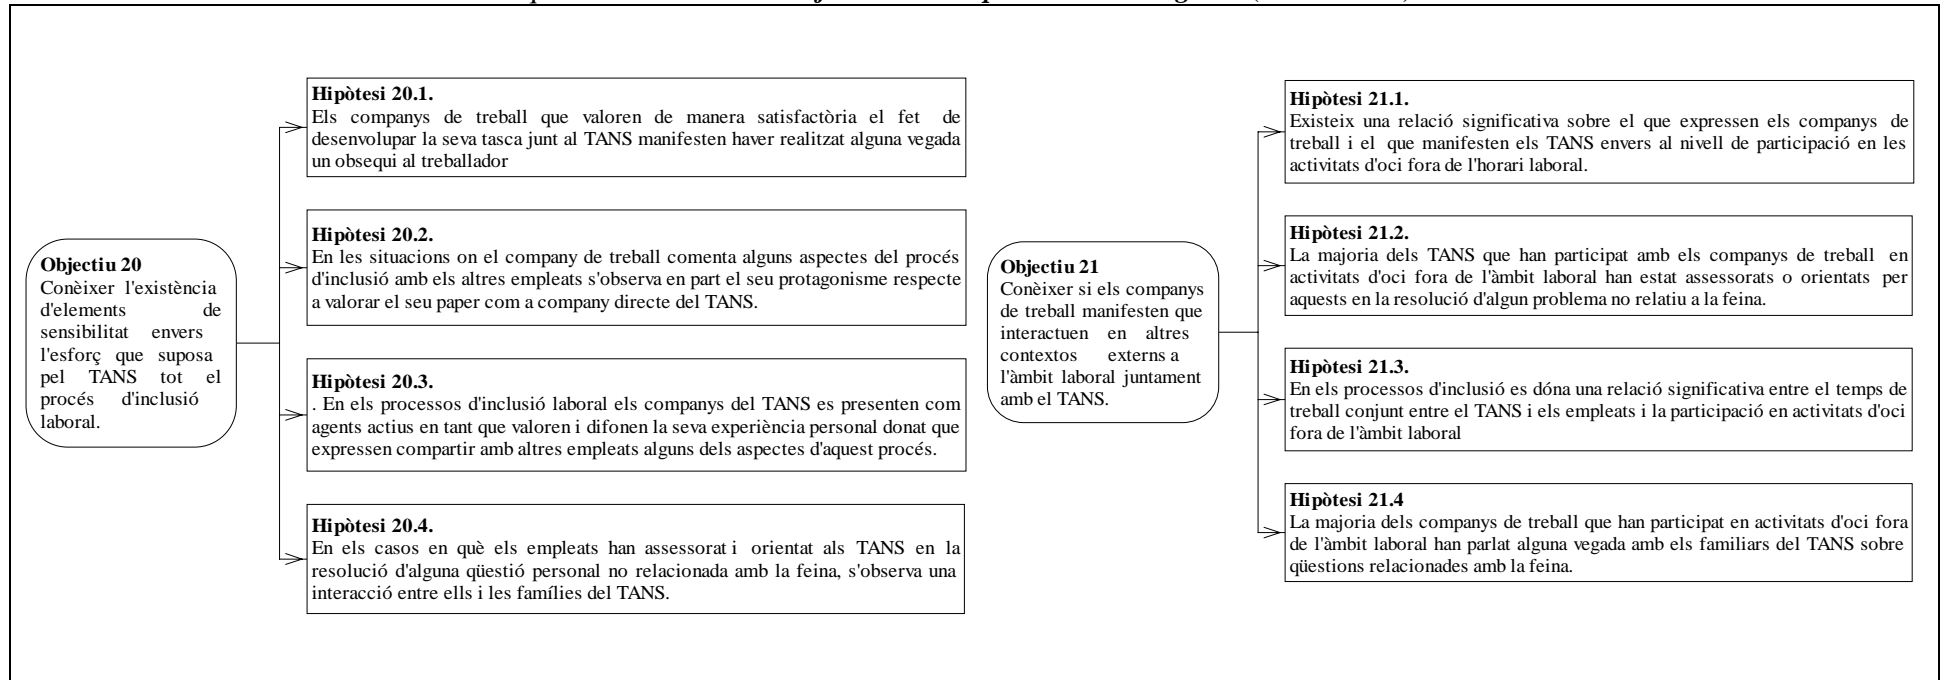 Objectiu 20
Conèixer l'existència
d'elements de
sensibilitat envers
l'esforç que suposa
pel TANS tot el
procés d'inclusió
laboral.
Hipòtesi 20.1.
Els companys de treball que valoren de manera satisfactòria el fet de
desenvolupar la seva tasca junt al TANS manifesten haver realitzat alguna vegada
un obsequi al treballador
Hipòtesi 20.2.
En les situacions on el company de treball comenta alguns aspectes del procés
d'inclusió amb els altres empleats s'observa en part el seu protagonisme respecte
a valorar el seu paper com a company directe del TANS.
Hipòtesi 20.3.
. En els processos d'inclusió laboral els companys del TANS es presenten com
agents actius en tant que valoren i difonen la seva experiència personal donat que
expressen compartir amb altres empleats alguns dels aspectes d'aquest procés.
Hipòtesi 20.4.
En els casos en què els empleats han assessorat i orientat als TANS en la
resolució d'alguna qüestió personal no relacionada amb la feina, s'observa una
interacció entre ells i les famílies del TANS.
Objectiu 21
Conèixer si els companys
de treball manifesten que
interactuen en altres
contextos externs a
l'àmbit laboral juntament
amb el TANS.
Hipòtesi 21.1.
Existeix una relació significativa sobre el que expressen els companys de
treball i el que manifesten els TANS envers al nivell de participació en les
activitats d'oci fora de l'horari laboral.
Hipòtesi 21.2.
La majoria dels TANS que han participat amb els companys de treball en
activitats d'oci fora de l'àmbit laboral han estat assessorats o orientats per
aquests en la resolució d'algun problema no relatiu a la feina.
Hipòtesi 21.3.
En els processos d'inclusió es dóna una relació significativa entre el temps de
treball conjunt entre el TANS i els empleats i la participació en activitats d'oci
fora de l'àmbit laboral
Hipòtesi 21.4
La majoria dels companys de treball que han participat en activitats d'oci fora
de l'àmbit laboral han parlat alguna vegada amb els familiars del TANS sobre
qüestions relacionades amb la feina.